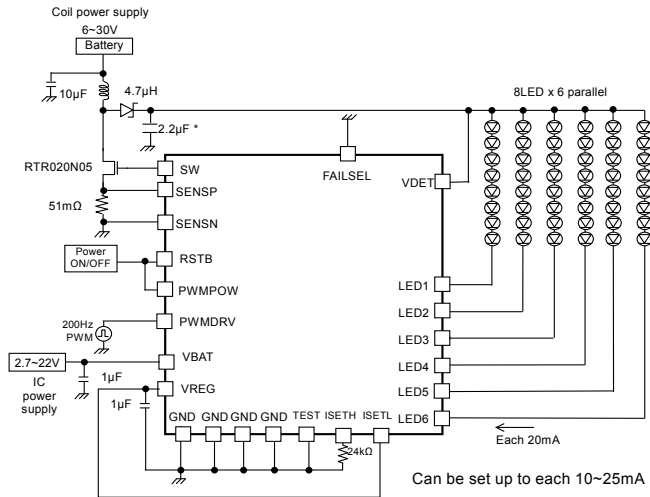 Coil power supply
6~30V
Battery
10µF
4.7µH
2.2µF *
8LED x 6 parallel
RTR020N05
SW
FAILSEL
VDET
SENSP
51mΩ
SENSN
Power
ON/OFF
RSTB
PWMPOW
LED1
LED2
200Hz
PWM
PWMDRV
LED3
2.7~22V
VBAT
LED4
IC
power
supply
1µF
VREG
LED5
1µF
GND GND GND GND TEST ISETH ISETL
LED6
24kΩ
Each 20mA
Can be set up to each 10~25mA